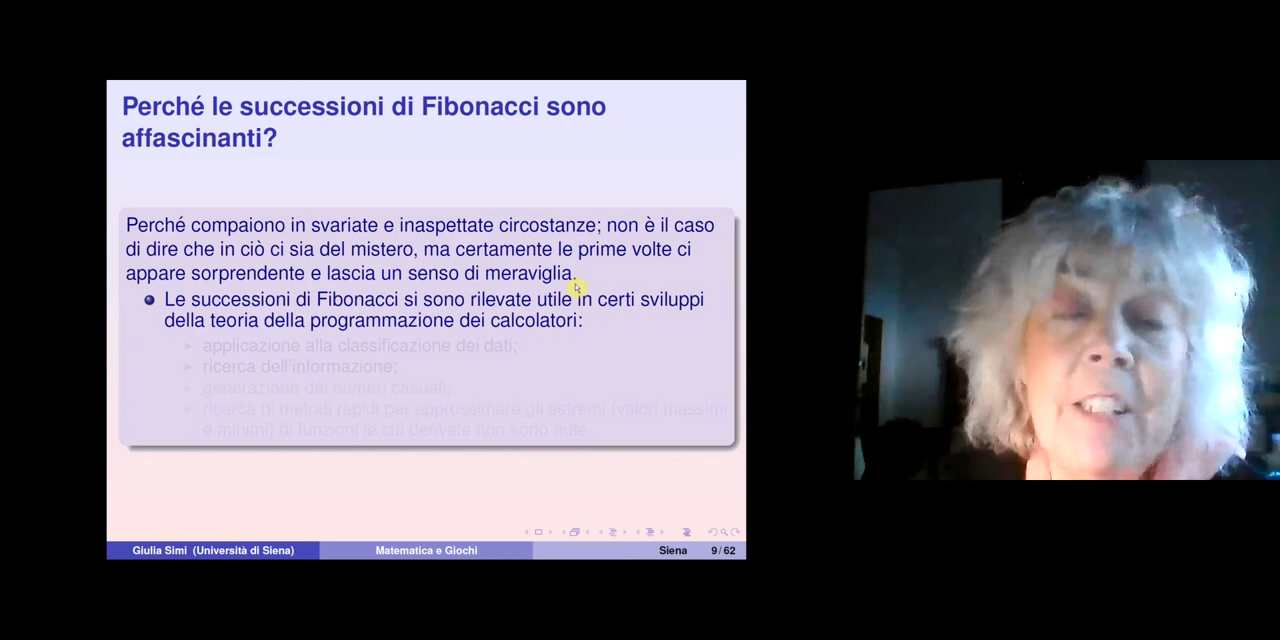 Perché le successioni di Fibonacci sono
affascinanti?
Perché compaiono in svariate e inaspettate circostanze; non è il caso
di dire che in ciò ci sia del mistero, ma certamente le prime volte ci
appare sorprendente e lascia un senso di meraviglia.
Le successioni di Fibonacci si sono rilevate utile in certi sviluppi
della teoria della programmazione dei calcolatori:
applicazione alla classificazione dei dati;
ricerca dell'informazione;
generazione dei numeri casuali;
ricerca di metodi rapidi per approssimare gli estremi (valori massimi
e minimi) di funzioni le cui derivate non sono note
Giulia Simi (Università di Siena)
Matematica e Giochi
Siena
9 / 62